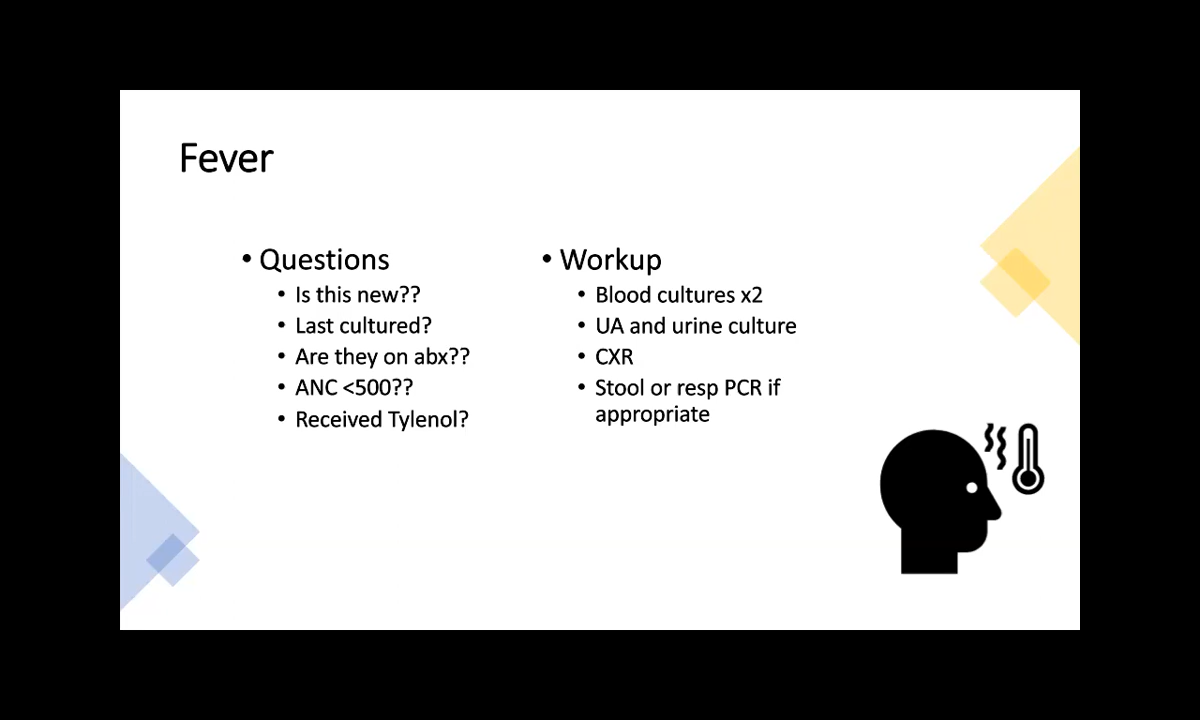 Fever
• Questions
• Is this new??
• Last cultured?
• Are they on abx??
• ANC <500??
• Received Tylenol?
• Workup
• Blood cultures x2
• UA and urine culture
• CXR
• Stool or resp PCR if
appropriate